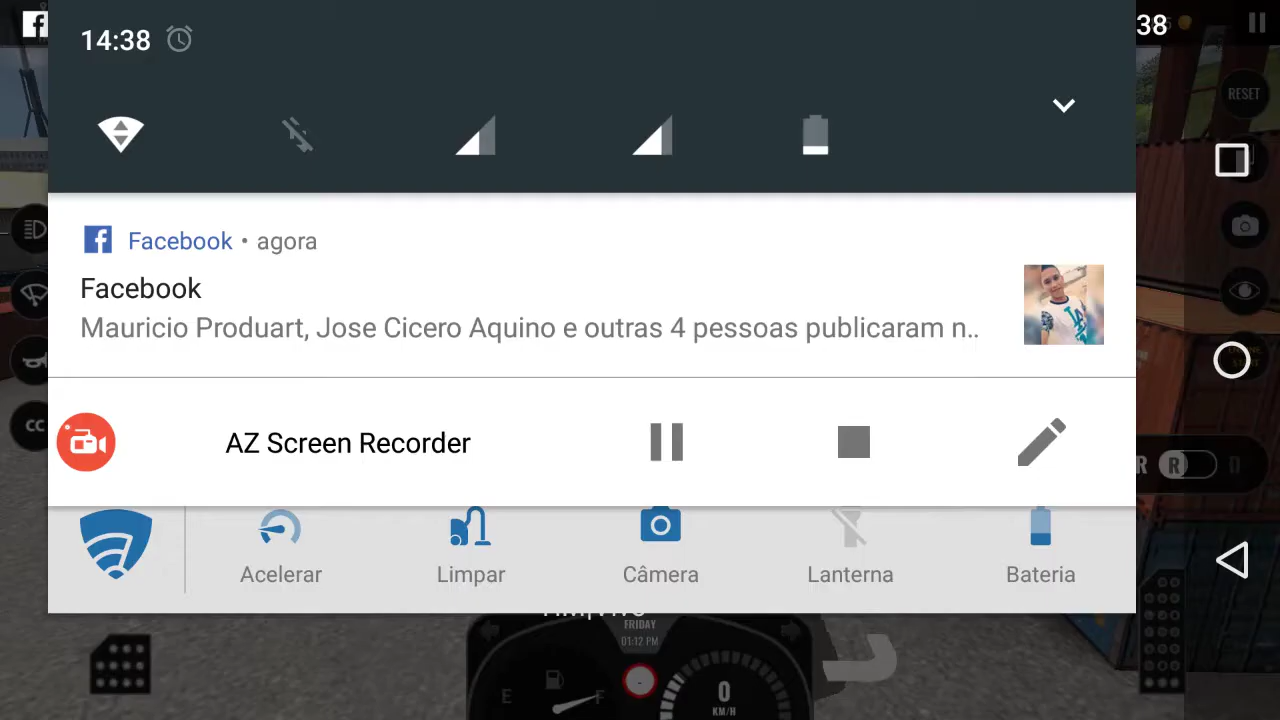 14:38
38
RESET
Facebook • agora
Facebook
Mauricio Produart, Jose Cicero Aquino e outras 4 pessoas publicaram n..
AZ Screen Recorder
CC
R R D
Acelerar
Limpar
Câmera
Lanterna
Bateria
FRIDAY
01:12 PM
E F
0
KM/H